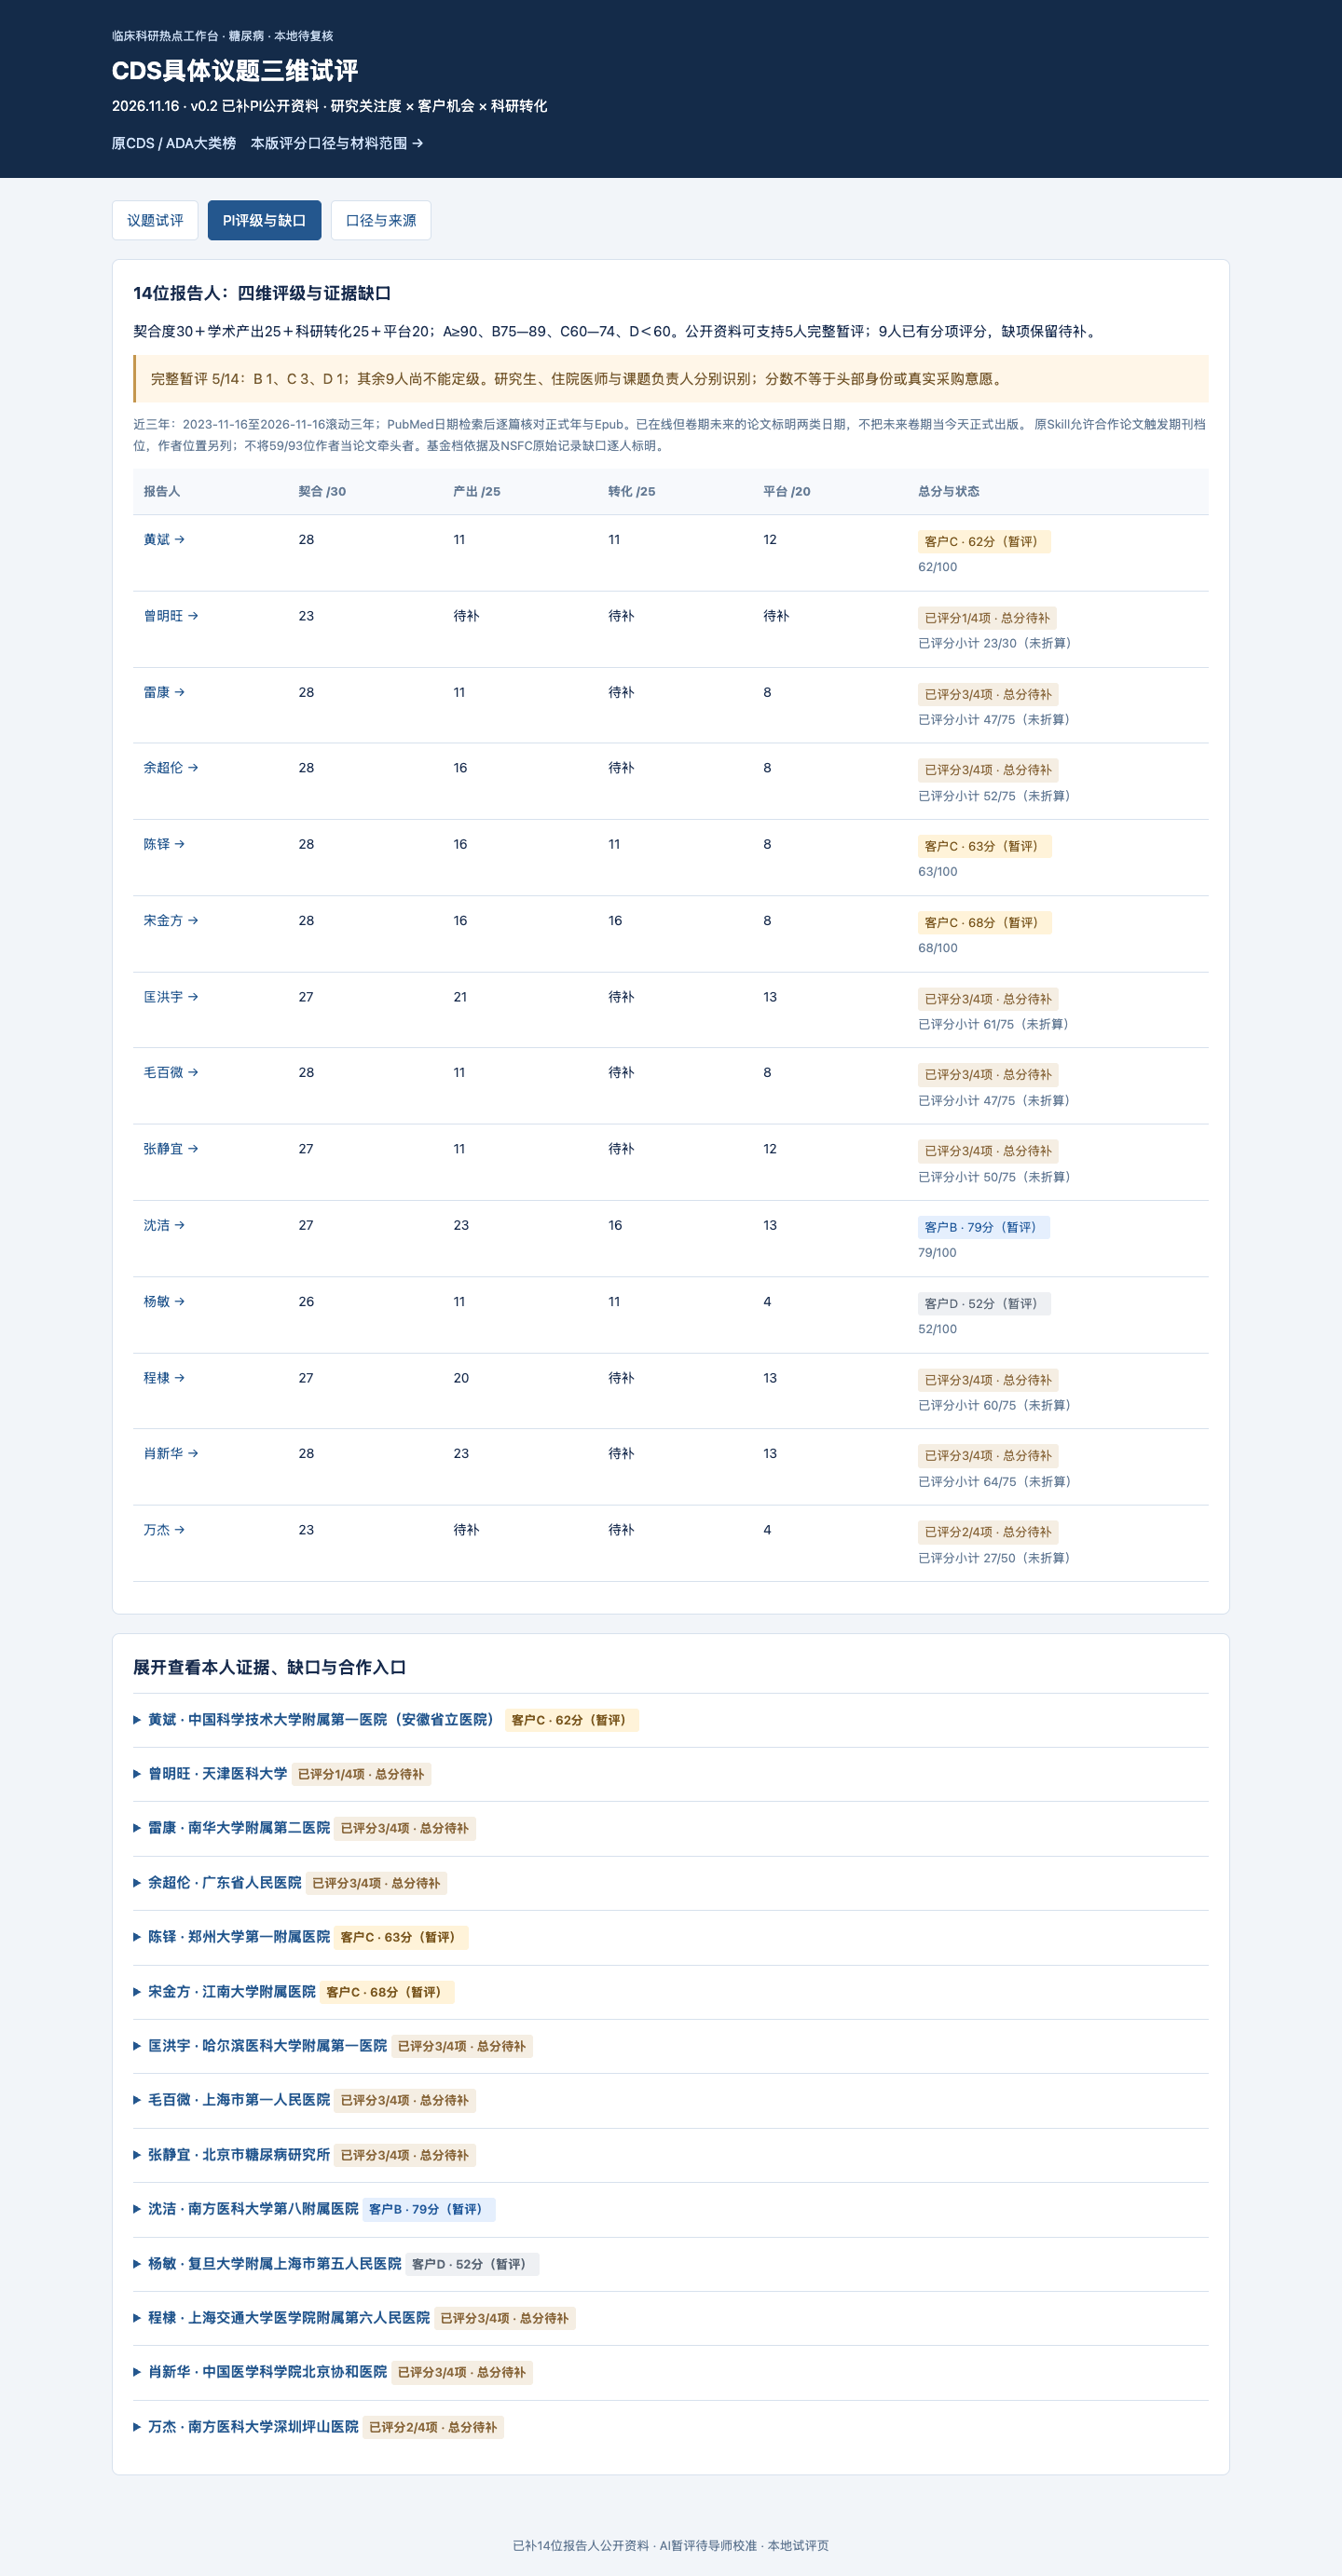 临床科研热点工作台 · 糖尿病 · 本地待复核
CDS具体议题三维试评
2026.11.16 · v0.2 已补PI公开资料 · 研究关注度 × 客户机会 × 科研转化
原CDS / ADA大类榜 本版评分口径与材料范围 →
议题试评 PI评级与缺口 口径与来源
14位报告人：四维评级与证据缺口
契合度30＋学术产出25＋科研转化25＋平台20；A≥90、B75—89、C60—74、D＜60。公开资料可支持5人完整暂评；9人已有分项评分，缺项保留待补。
完整暂评 5/14：B 1、C 3、D 1；其余9人尚不能定级。研究生、住院医师与课题负责人分别识别；分数不等于头部身份或真实采购意愿。
近三年：2023-11-16至2026-11-16滚动三年；PubMed日期检索后逐篇核对正式年与Epub。已在线但卷期未来的论文标明两类日期，不把未来卷期当今天正式出版。 原Skill允许合作论文触发期刊档
位，作者位置另列；不将59/93位作者当论文牵头者。基金档依据及NSFC原始记录缺口逐人标明。
报告人 契合 /30 产出 /25 转化 /25 平台 /20 总分与状态
黄斌 → 28 11 11 12 客户C · 62分（暂评）
62/100
曾明旺 → 23 待补 待补 待补 已评分1/4项 · 总分待补
已评分小计 23/30（未折算）
雷康 → 28 11 待补 8 已评分3/4项 · 总分待补
已评分小计 47/75（未折算）
余超伦 → 28 16 待补 8 已评分3/4项 · 总分待补
已评分小计 52/75（未折算）
陈铎 → 28 16 11 8 客户C · 63分（暂评）
63/100
宋金方 → 28 16 16 8 客户C · 68分（暂评）
68/100
匡洪宇 → 27 21 待补 13 已评分3/4项 · 总分待补
已评分小计 61/75（未折算）
毛百微 → 28 11 待补 8 已评分3/4项 · 总分待补
已评分小计 47/75（未折算）
张静宜 → 27 11 待补 12 已评分3/4项 · 总分待补
已评分小计 50/75（未折算）
沈洁 → 27 23 16 13 客户B · 79分（暂评）
79/100
杨敏 → 26 11 11 4 客户D · 52分（暂评）
52/100
程棣 → 27 20 待补 13 已评分3/4项 · 总分待补
已评分小计 60/75（未折算）
肖新华 → 28 23 待补 13 已评分3/4项 · 总分待补
已评分小计 64/75（未折算）
万杰 → 23 待补 待补 4 已评分2/4项 · 总分待补
已评分小计 27/50（未折算）
展开查看本人证据、缺口与合作入口
▶ 黄斌 · 中国科学技术大学附属第一医院（安徽省立医院） 客户C · 62分（暂评）
▶ 曾明旺 · 天津医科大学 已评分1/4项 · 总分待补
▶ 雷康 · 南华大学附属第二医院 已评分3/4项 · 总分待补
▶ 余超伦 · 广东省人民医院 已评分3/4项 · 总分待补
▶ 陈铎 · 郑州大学第一附属医院 客户C · 63分（暂评）
▶ 宋金方 · 江南大学附属医院 客户C · 68分（暂评）
▶ 匡洪宇 · 哈尔滨医科大学附属第一医院 已评分3/4项 · 总分待补
▶ 毛百微 · 上海市第一人民医院 已评分3/4项 · 总分待补
▶ 张静宜 · 北京市糖尿病研究所 已评分3/4项 · 总分待补
▶ 沈洁 · 南方医科大学第八附属医院 客户B · 79分（暂评）
▶ 杨敏 · 复旦大学附属上海市第五人民医院 客户D · 52分（暂评）
▶ 程棣 · 上海交通大学医学院附属第六人民医院 已评分3/4项 · 总分待补
▶ 肖新华 · 中国医学科学院北京协和医院 已评分3/4项 · 总分待补
▶ 万杰 · 南方医科大学深圳坪山医院 已评分2/4项 · 总分待补
已补14位报告人公开资料 · AI暂评待导师校准 · 本地试评页